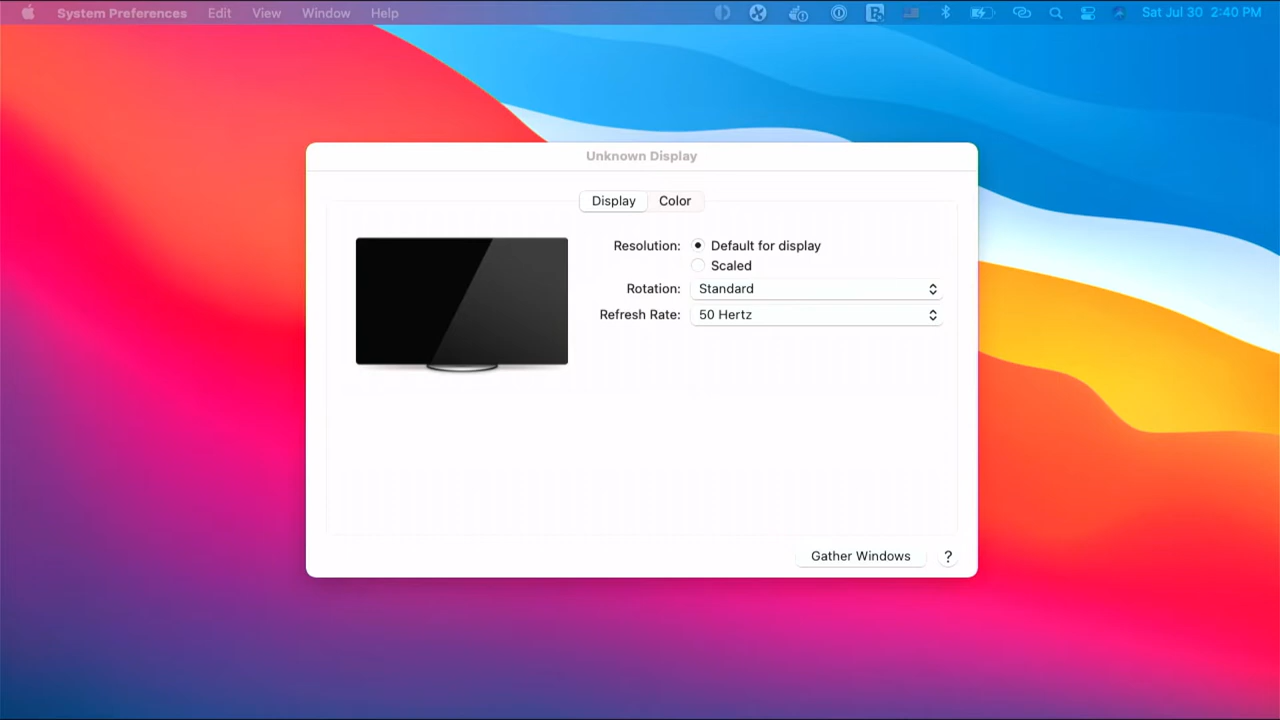 System Preferences Edit View Window Help Sat Jul 30 2:40 PM
Unknown Display
Display Color
Resolution: Default for display
Scaled
Rotation: Standard
Refresh Rate: 50 Hertz
Gather Windows ?